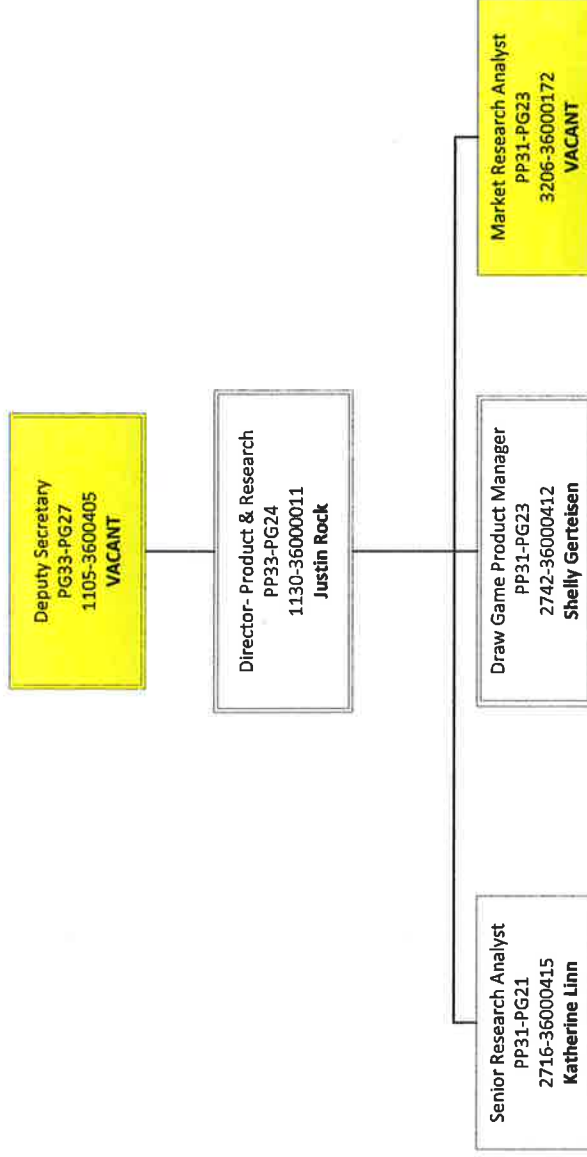 Deputy Secretary
PG33-PG27
1105-3600405
VACANT
Director- Product & Research
PP33-PG24
1130-36000011
Justin Rock
Senior Research Analyst
PP31-PG21
2716-36000415
Katherine Linn
Draw Game Product Manager
PP31-PG23
2742-36000412
Shelly Gerteisen
Market Research Analyst
PP31-PG23
3206-36000172
VACANT